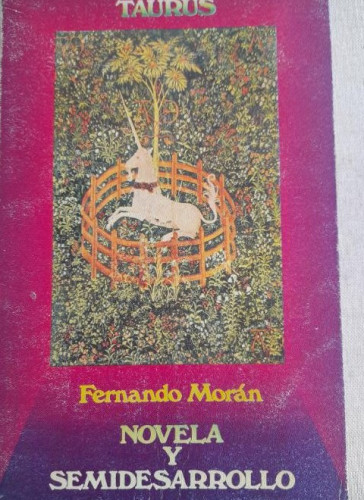 TAURUS
Fernando Morán
NOVELA
Y
SEMIDESARROLLO